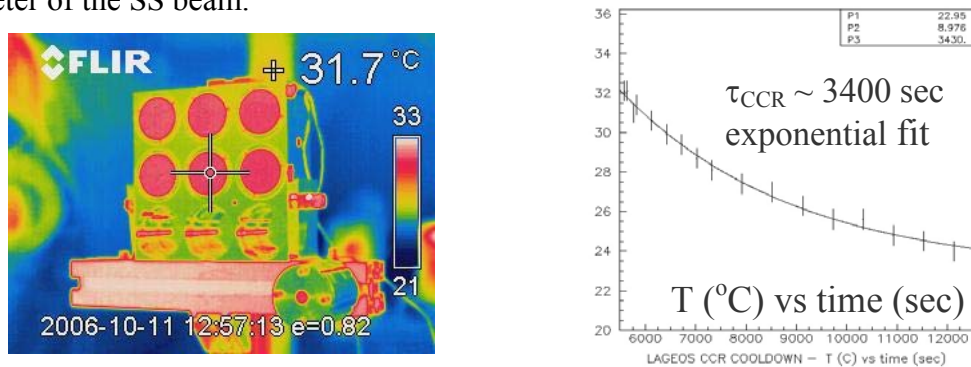 eter of the SS beam.
FLIR
+ 31.7 °C
33
21
2006-10-11 12:57:13 e=0.82
36
34
32
30
28
26
24
22
20
P1 22.95
P2 8.976
P3 3430.
τCCR ~ 3400 sec
exponential fit
T (°C) vs time (sec)
6000 7000 8000 9000 10000 11000 12000
LAGEOS CCR COOLDOWN – T (C) vs time (sec)